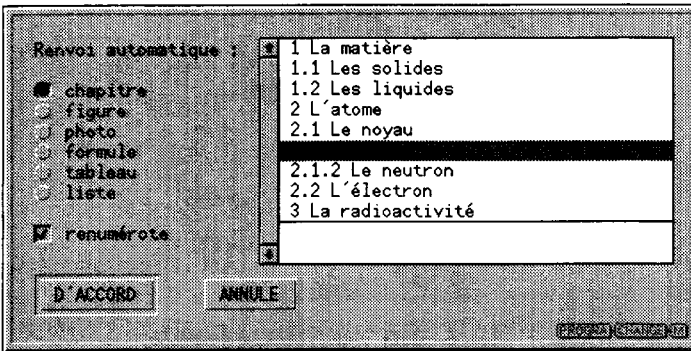 Renvoi automatique :
chapitre
figure
photo
formule
tableau
liste
renumérote
1 La matière
1.1 Les solides
1.2 Les liquides
2 L´atome
2.1 Le noyau
2.1.2 Le neutron
2.2 L´électron
3 La radioactivité
D´ACCORD
ANNULE